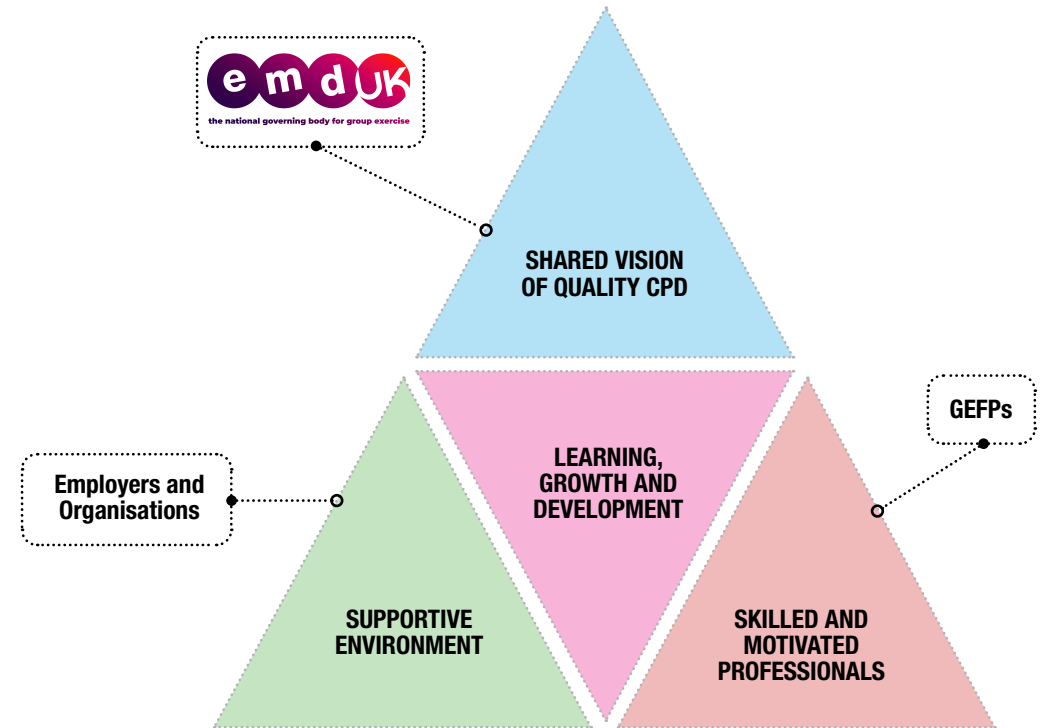 emduk
the national governing body for group exercise
SHARED VISION
OF QUALITY CPD
GEFPs
Employers and
Organisations
LEARNING,
GROWTH AND
DEVELOPMENT
SUPPORTIVE
ENVIRONMENT
SKILLED AND
MOTIVATED
PROFESSIONALS